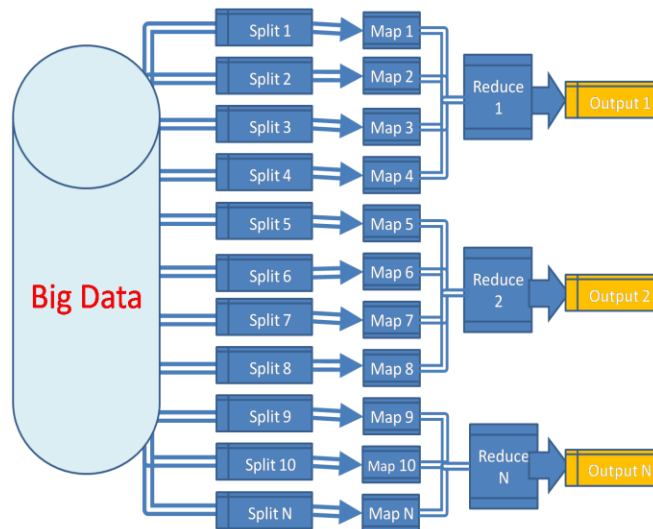 Big Data
Split 1
Map 1
Split 2
Map 2
Split 3
Map 3
Split 4
Map 4
Reduce
1
Output 1
Split 5
Map 5
Split 6
Map 6
Split 7
Map 7
Split 8
Map 8
Reduce
2
Output 2
Split 9
Map 9
Split 10
Map 10
Split N
Map N
Reduce
N
Output N